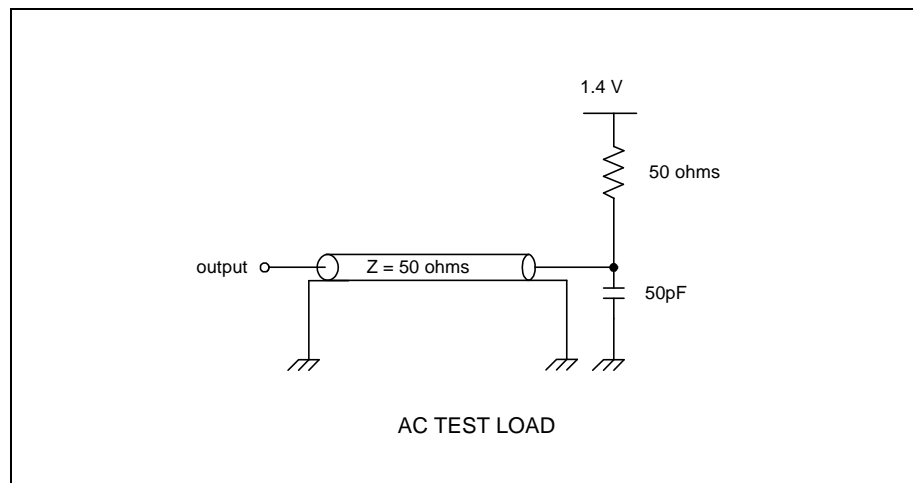 1.4 V
50 ohms
output
Z = 50 ohms
50pF
AC TEST LOAD